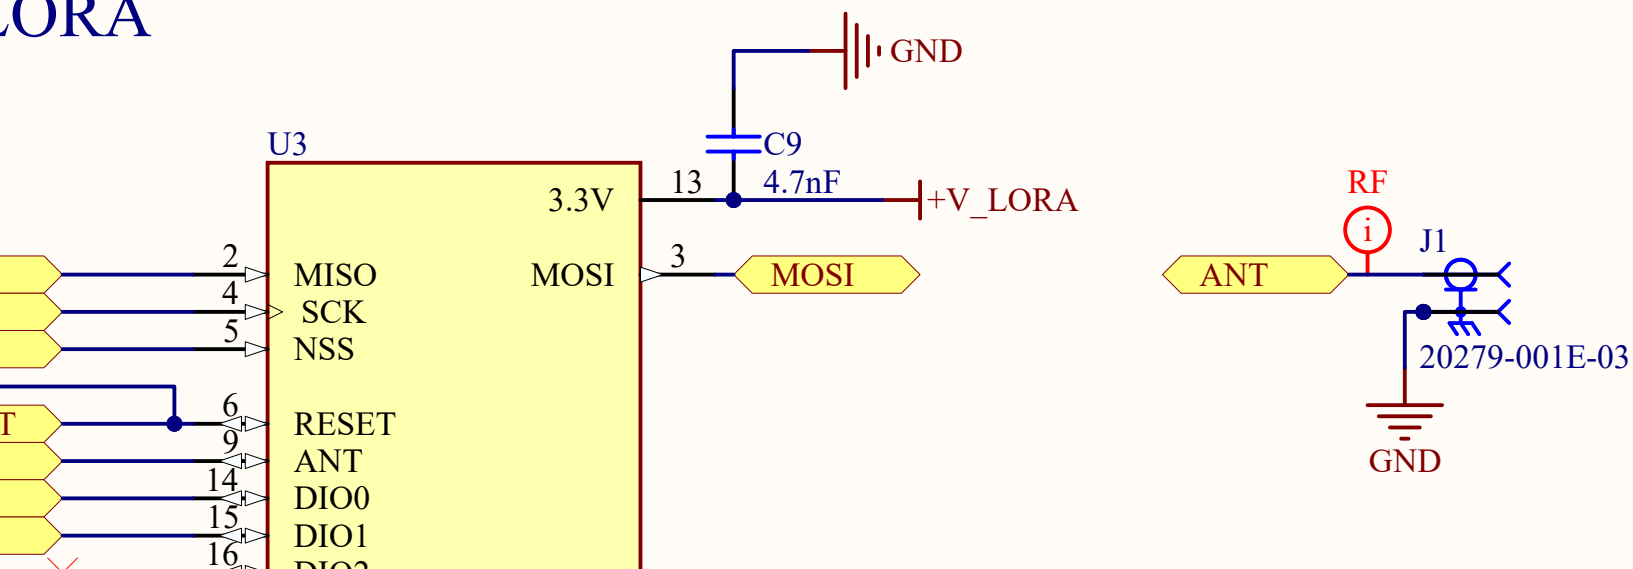 LORA
GND
U3
C9
4.7nF
13
3.3V
+V_LORA
RF
i
J1
2
MISO
MOSI
3
MOSI
ANT
4
SCK
5
NSS
20279-001E-03
T
6
RESET
9
ANT
GND
14
DIO0
15
DIO1
16
DIO2